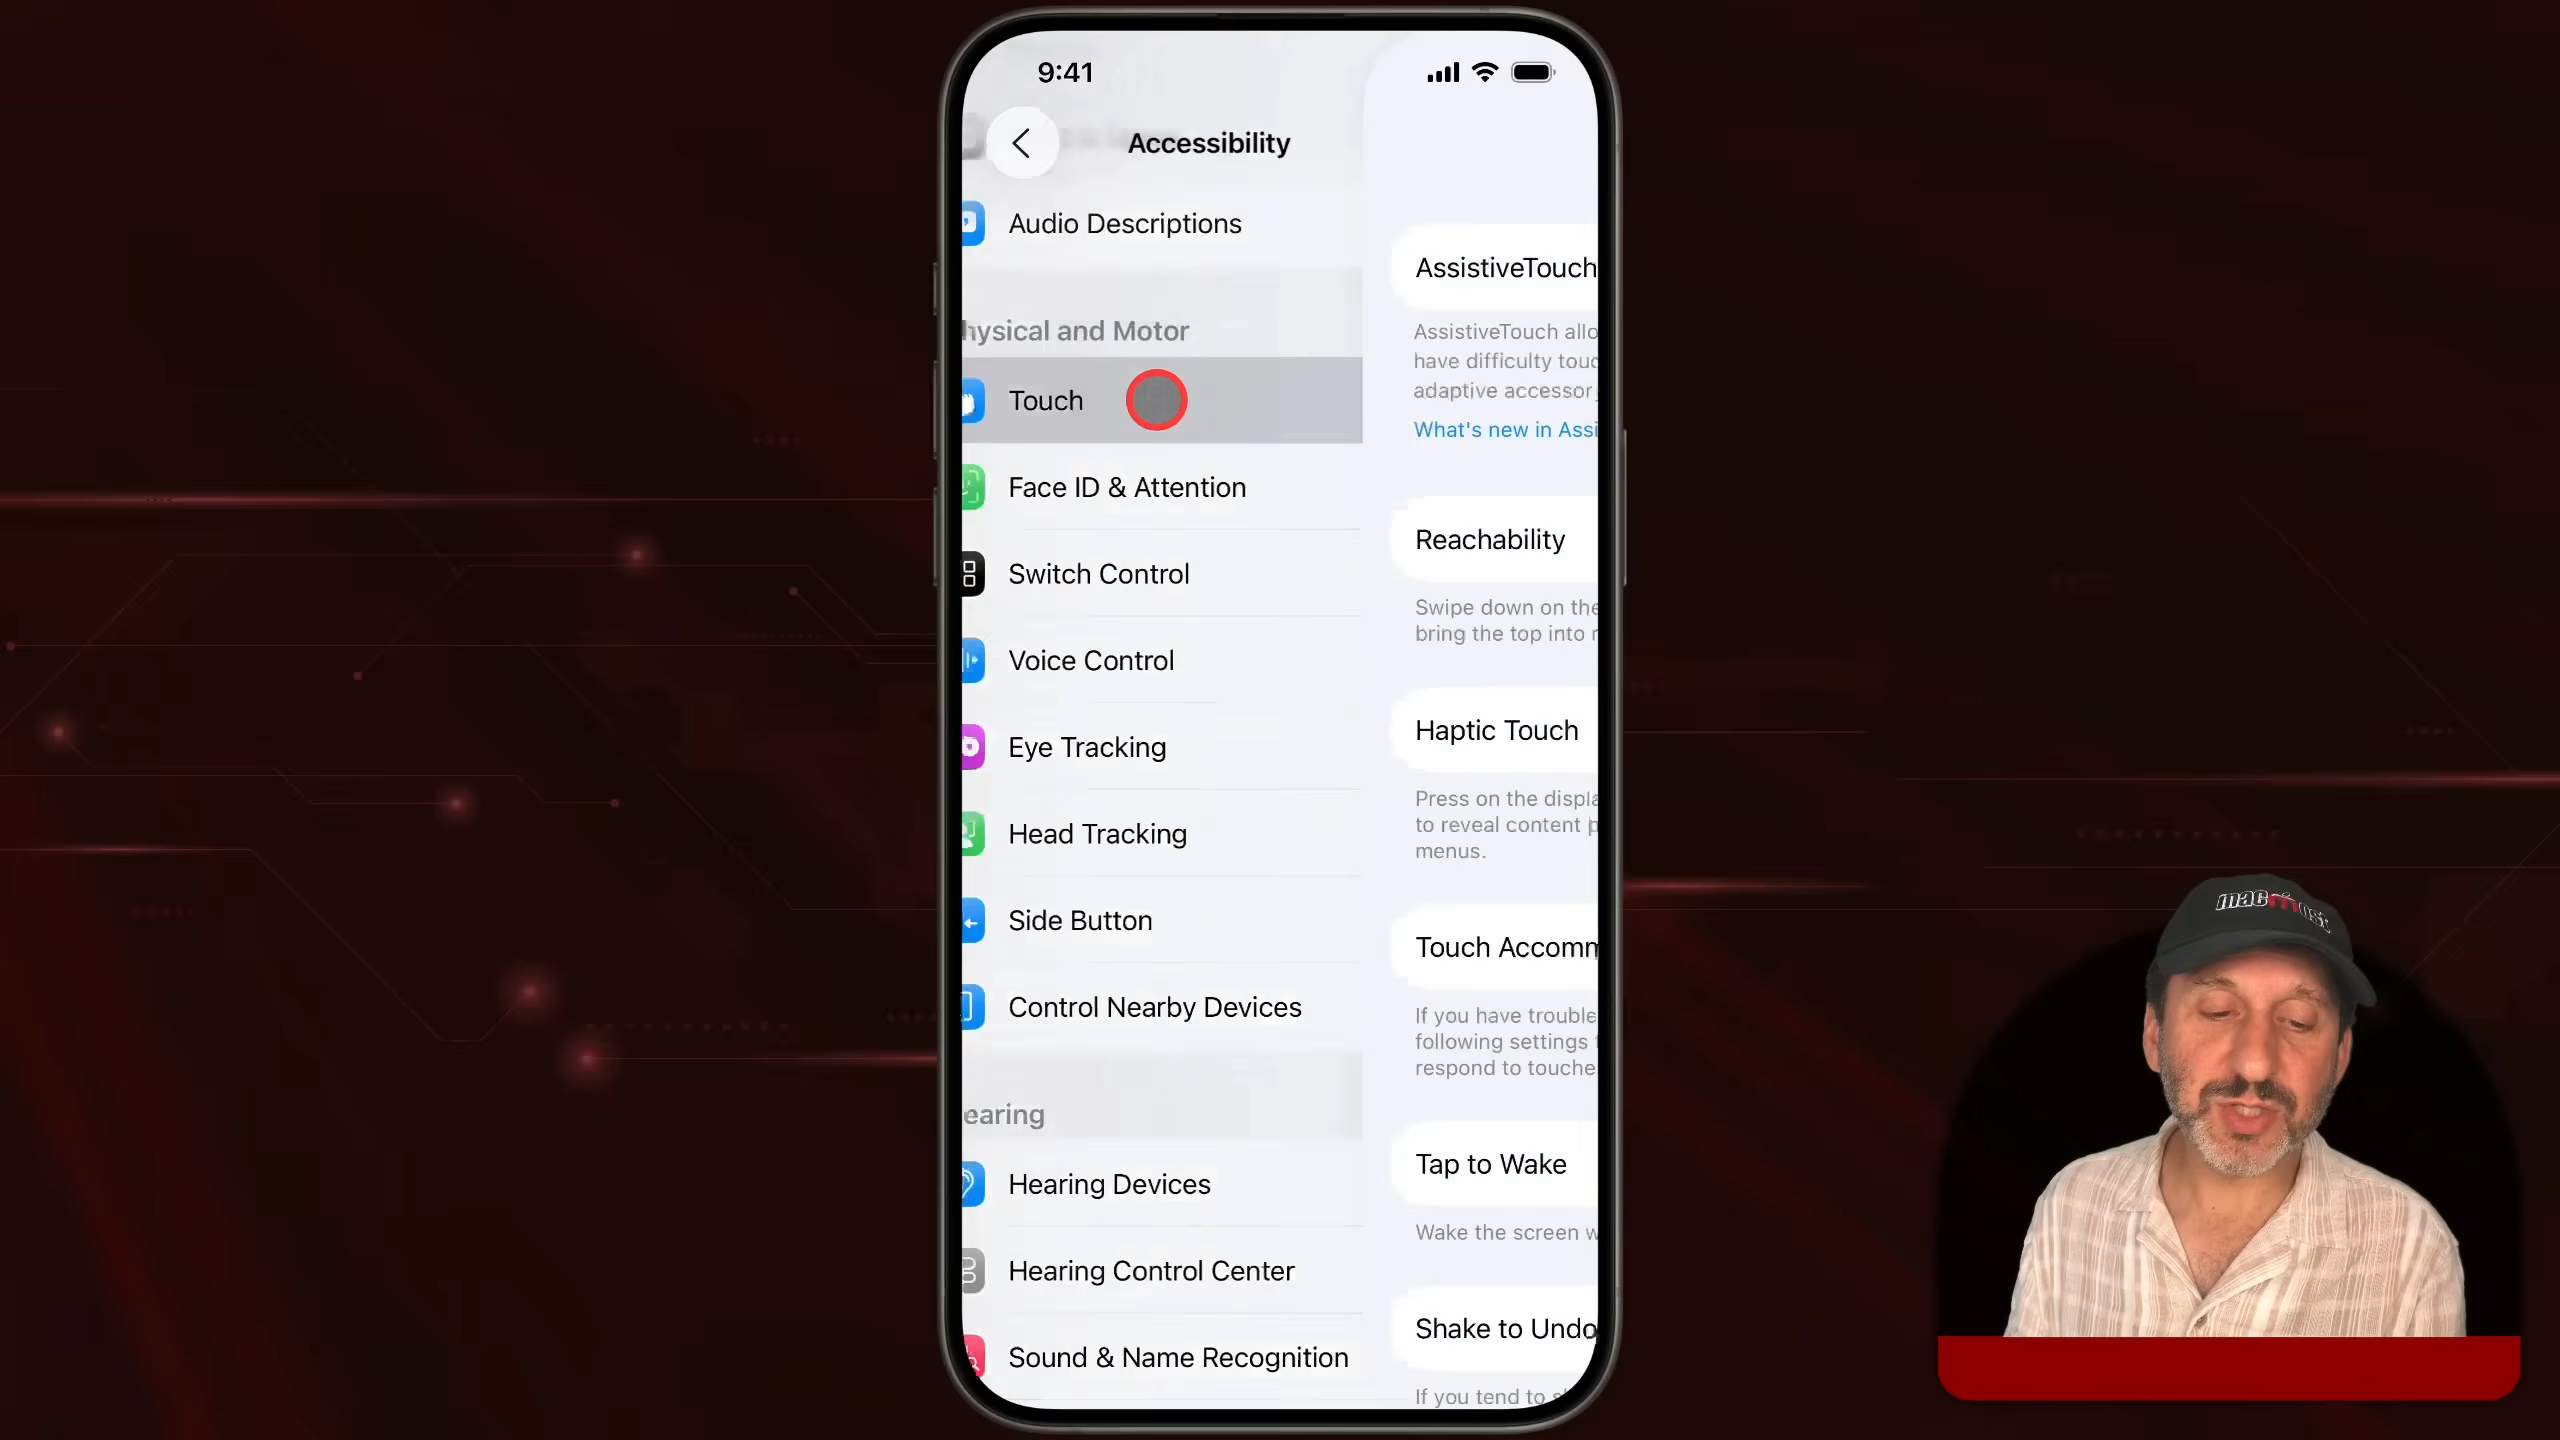 9:41
Accessibility
Audio Descriptions
hysical and Motor
Touch
Face ID & Attention
Switch Control
Voice Control
Eye Tracking
Head Tracking
Side Button
Control Nearby Devices
earing
Hearing Devices
Hearing Control Center
Sound & Name Recognition
AssistiveTouch
AssistiveTouch allo
have difficulty touc
adaptive accessor
What's new in Assi
Reachability
Swipe down on the
bring the top into r
Haptic Touch
Press on the displa
to reveal content p
menus.
Touch Accomm
If you have trouble
following settings t
respond to touche
Tap to Wake
Wake the screen w
Shake to Undo
If you tend to s
macmost